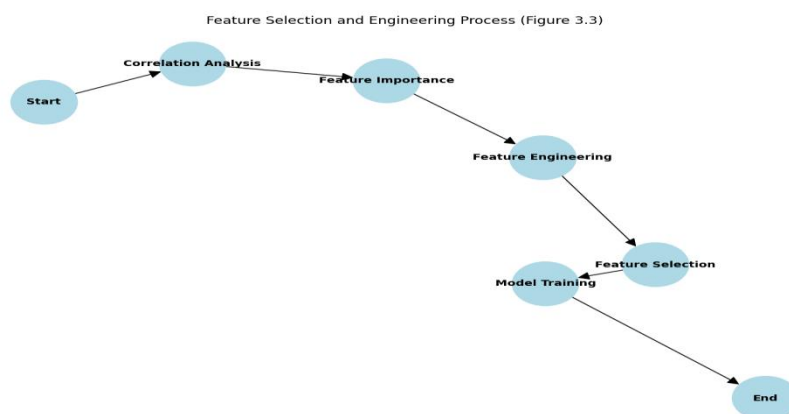 Feature Selection and Engineering Process (Figure 3.3)
Start
Correlation Analysis
Feature Importance
Feature Engineering
Feature Selection
Model Training
End